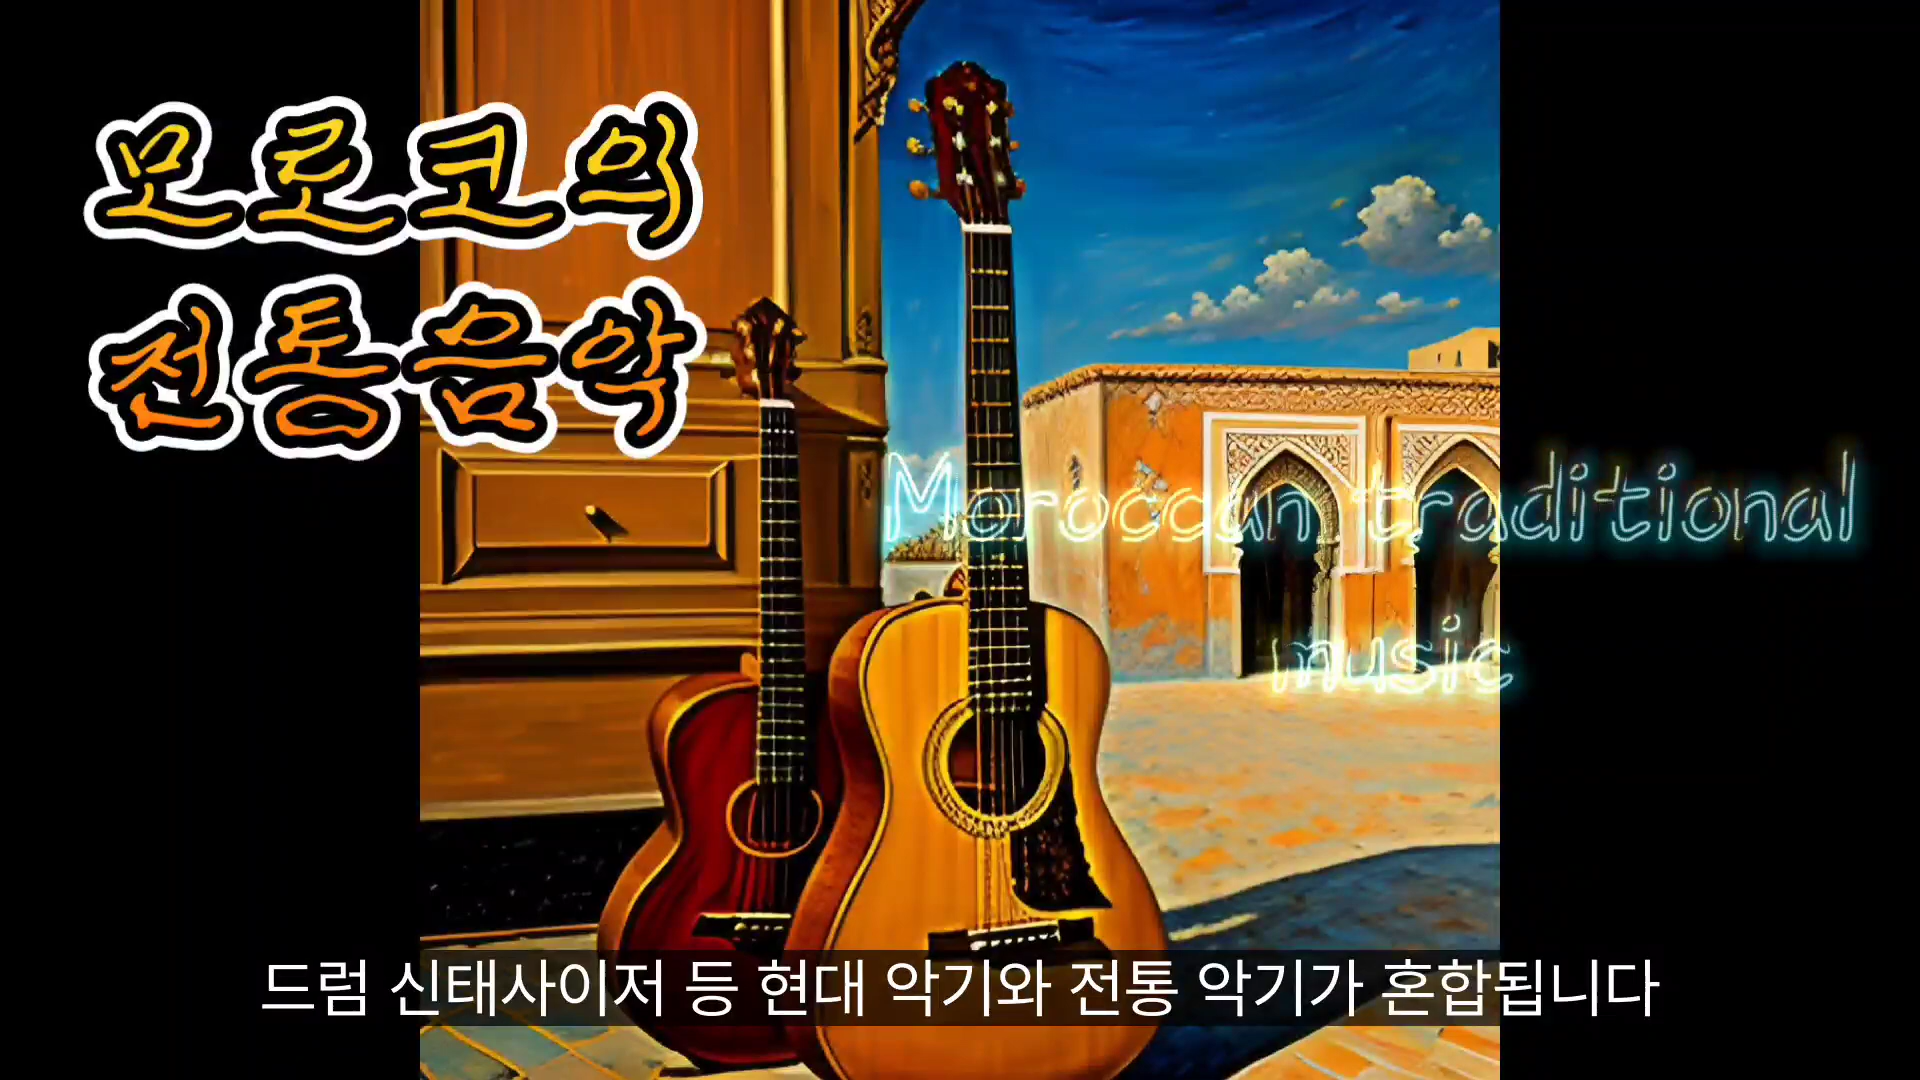 모로코의
전통음악
Moroccan traditional
music
드럼 신태사이저 등 현대 악기와 전통 악기가 혼합됩니다